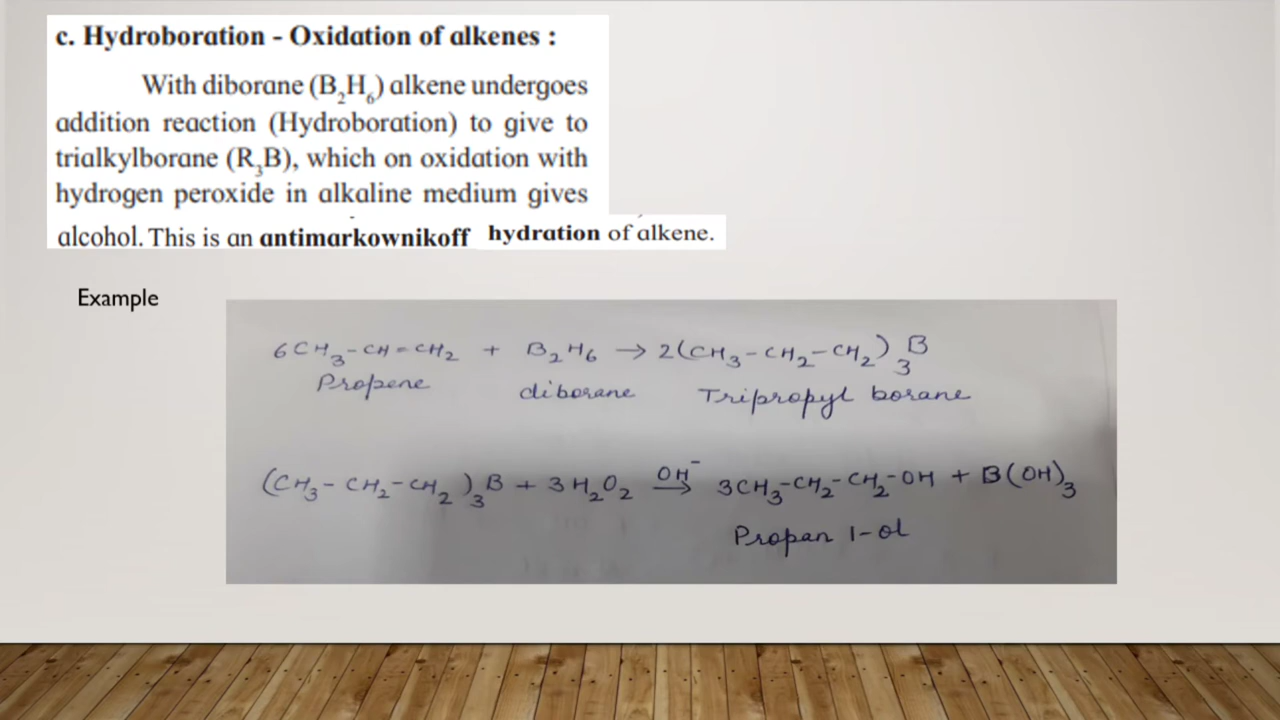 c. Hydroboration - Oxidation of alkenes :
With diborane (B₂H₆) alkene undergoes
addition reaction (Hydroboration) to give to
trialkylborane (R₃B), which on oxidation with
hydrogen peroxide in alkaline medium gives
alcohol. This is an antimarkownikoff hydration of alkene.
Example
6CH₃-CH=CH₂ + B₂H₆ → 2(CH₃-CH₂-CH₂)₃B
Propene diborane Tripropyl borane
(CH₃-CH₂-CH₂)₃B + 3H₂O₂ OH⁻→ 3CH₃-CH₂-CH₂-OH + B(OH)₃
Propan 1-ol